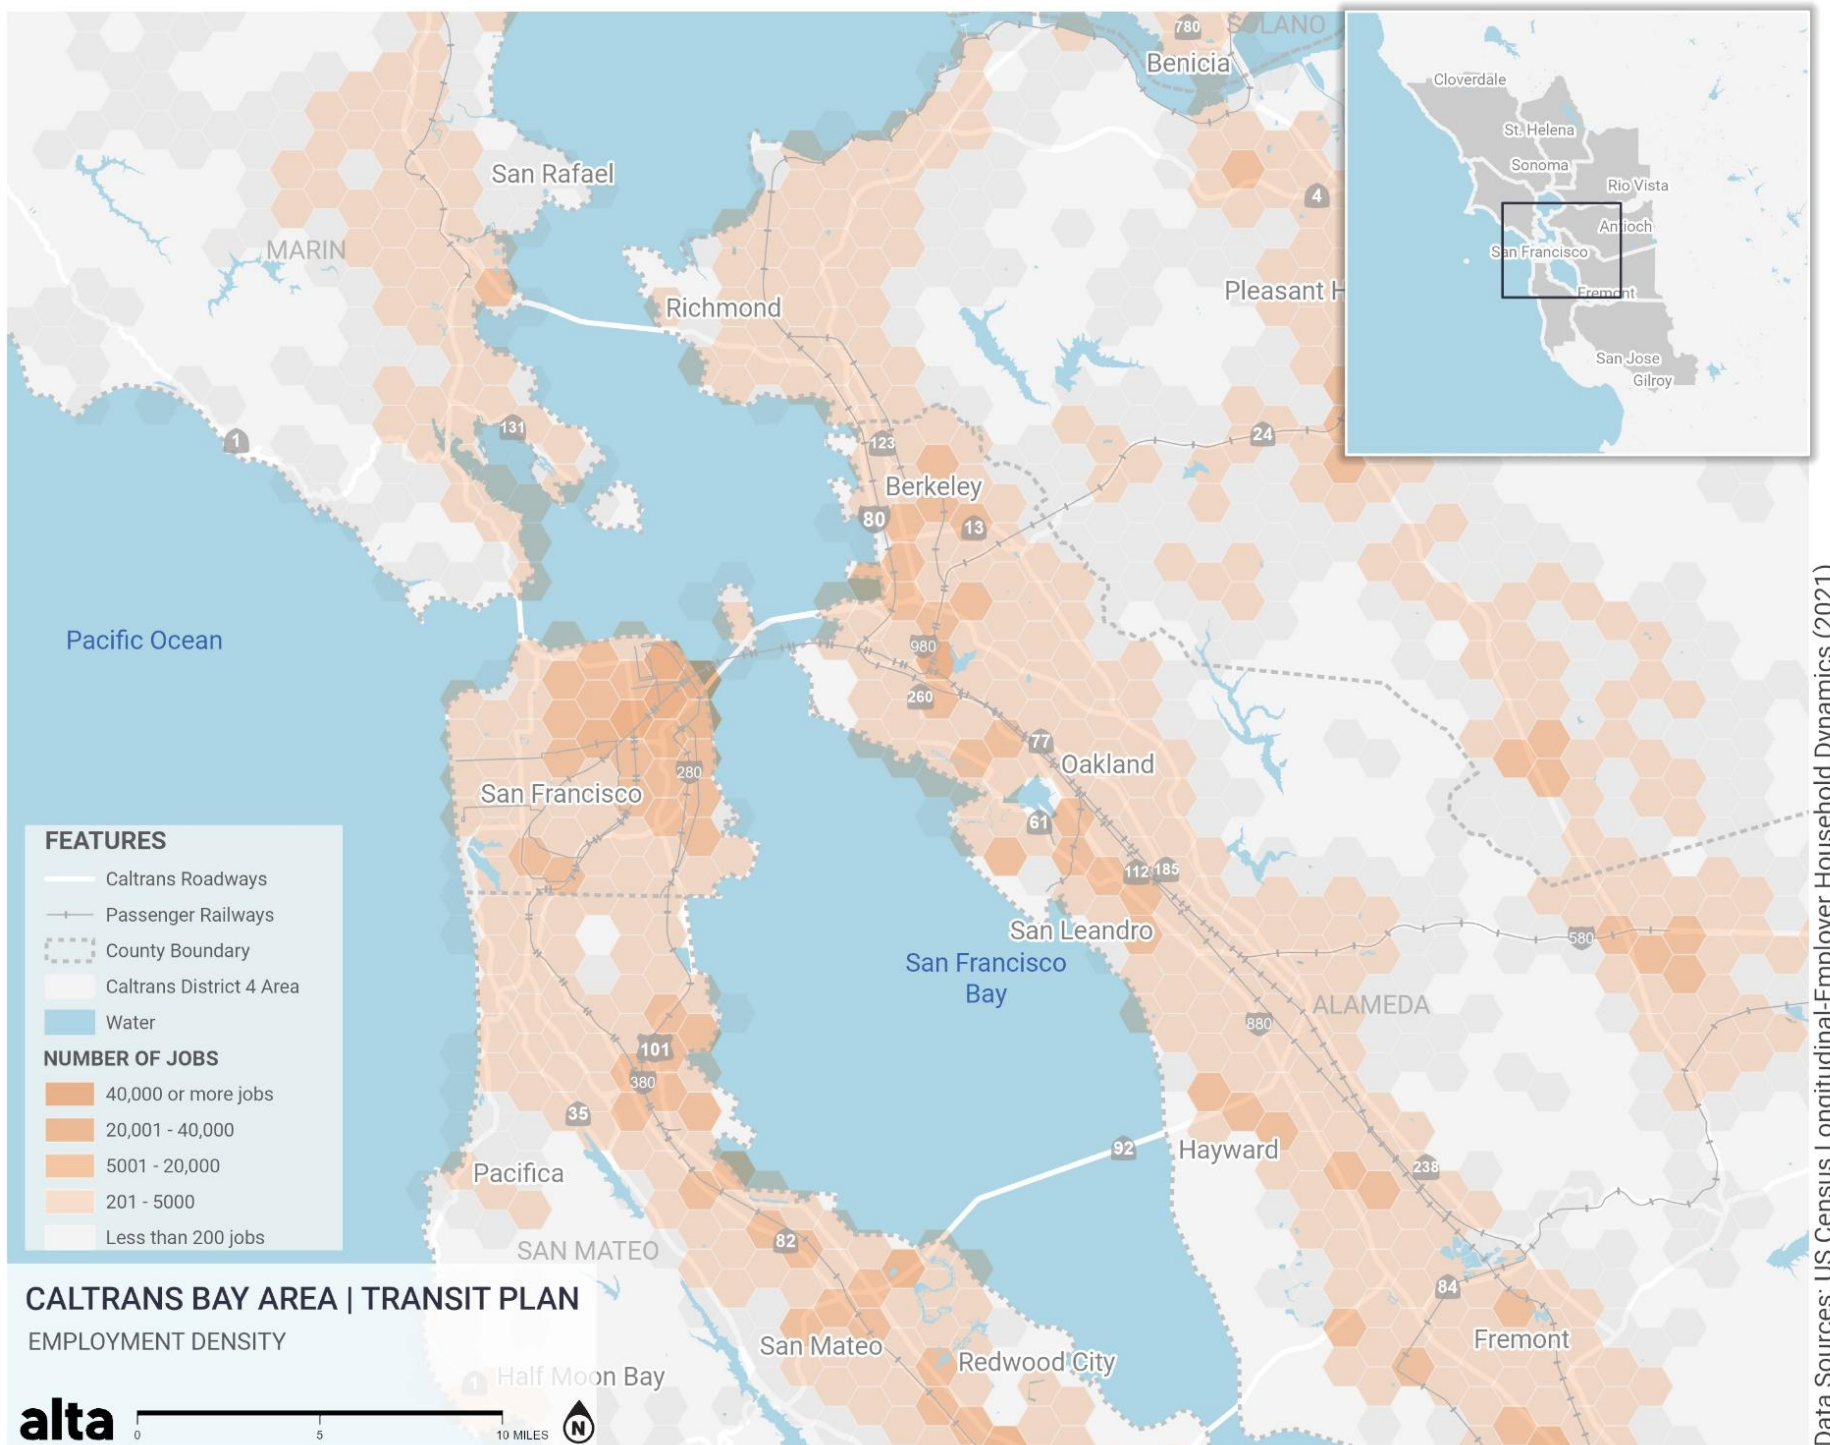 780
SOLANO
Benicia
Cloverdale
St. Helena
Sonoma
Rio Vista
Antioch
San Francisco
Fremont
San Jose
Gilroy
San Rafael
4
MARIN
Richmond
Pleasant H
131
1
123
24
Berkeley
80
13
Pacific Ocean
980
260
77
Oakland
280
San Francisco
61
112
185
San Leandro
580
San Francisco
Bay
ALAMEDA
880
101
380
35
92
Hayward
238
Pacifica
82
SAN MATEO
84
Fremont
San Mateo
Redwood City
1
Half Moon Bay
FEATURES
Caltrans Roadways
Passenger Railways
County Boundary
Caltrans District 4 Area
Water
NUMBER OF JOBS
40,000 or more jobs
20,001 - 40,000
5001 - 20,000
201 - 5000
Less than 200 jobs
CALTRANS BAY AREA | TRANSIT PLAN
EMPLOYMENT DENSITY
alta
0 5 10 MILES
N
Data Sources: US Census Longitudinal-Employer Household Dynamics (2021)